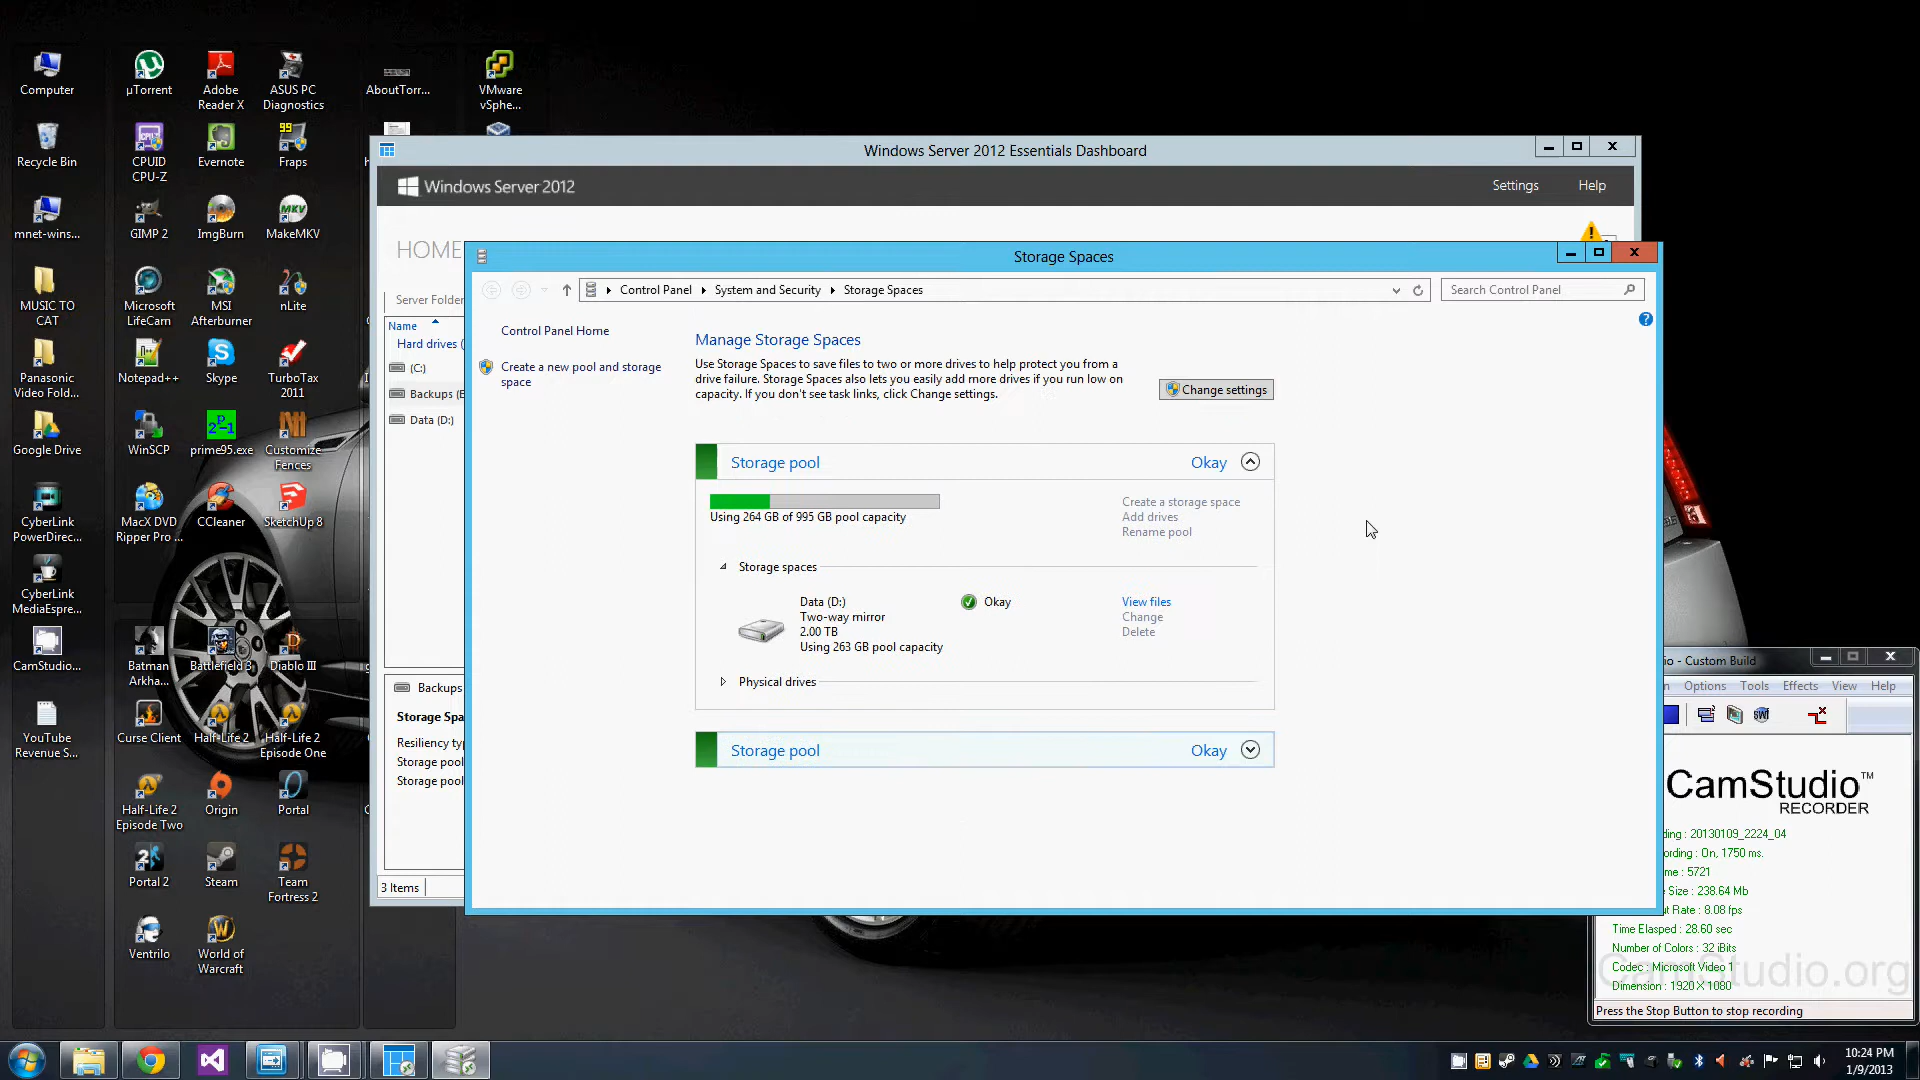 Computer
µTorrent
Adobe
Reader X
ASUS PC
Diagnostics
AboutTorr...
VMware
vSphe...
Recycle Bin
CPUID
CPU-Z
Evernote
99
Fraps
mnet-wins...
GIMP 2
ImgBurn
MKV
MakeMKV
MUSIC TO
CAT
Microsoft
LifeCam
MSI
Afterburner
nLite
Panasonic
Video Fold...
Notepad++
Skype
TurboTax
2011
Google Drive
WinSCP
prime95.exe
Customize
Fences
CyberLink
PowerDirec...
MacX DVD
Ripper Pro ...
CCleaner
SketchUp 8
CyberLink
MediaEspre...
CamStudio...
Batman
Arkha...
Battlefield 3
Diablo III
YouTube
Revenue S...
Curse Client
Half-Life 2
Half-Life 2
Episode One
Half-Life 2
Episode Two
Origin
Portal
Portal 2
Steam
Team
Fortress 2
Ventrilo
World of
Warcraft
Windows Server 2012 Essentials Dashboard
Windows Server 2012
Settings
Help
HOME
Server Folder
Name
Hard drives (
(C:)
Backups (E
Data (D:)
Backups
Storage Spa
Resiliency typ
Storage pool
Storage pool
3 Items
Storage Spaces
Control Panel
System and Security
Storage Spaces
Search Control Panel
Control Panel Home
Create a new pool and storage
space
Manage Storage Spaces
Use Storage Spaces to save files to two or more drives to help protect you from a
drive failure. Storage Spaces also lets you easily add more drives if you run low on
capacity. If you don't see task links, click Change settings.
Change settings
Storage pool
Okay
Using 264 GB of 995 GB pool capacity
Create a storage space
Add drives
Rename pool
Storage spaces
Data (D:)
Two-way mirror
2.00 TB
Using 263 GB pool capacity
Okay
View files
Change
Delete
Physical drives
Storage pool
Okay
io - Custom Build
n
Options
Tools
Effects
View
Help
CamStudio™
RECORDER
ding : 20130109_2224_04
ording : On, 1750 ms.
me : 5721
e Size : 238.64 Mb
ut Rate : 8.08 fps
Time Elasped : 28.60 sec
Number of Colors : 32 iBits
Codec : Microsoft Video 1
Dimension : 1920 X 1080
CamStudio.org
Press the Stop Button to stop recording
10:24 PM
1/9/2013